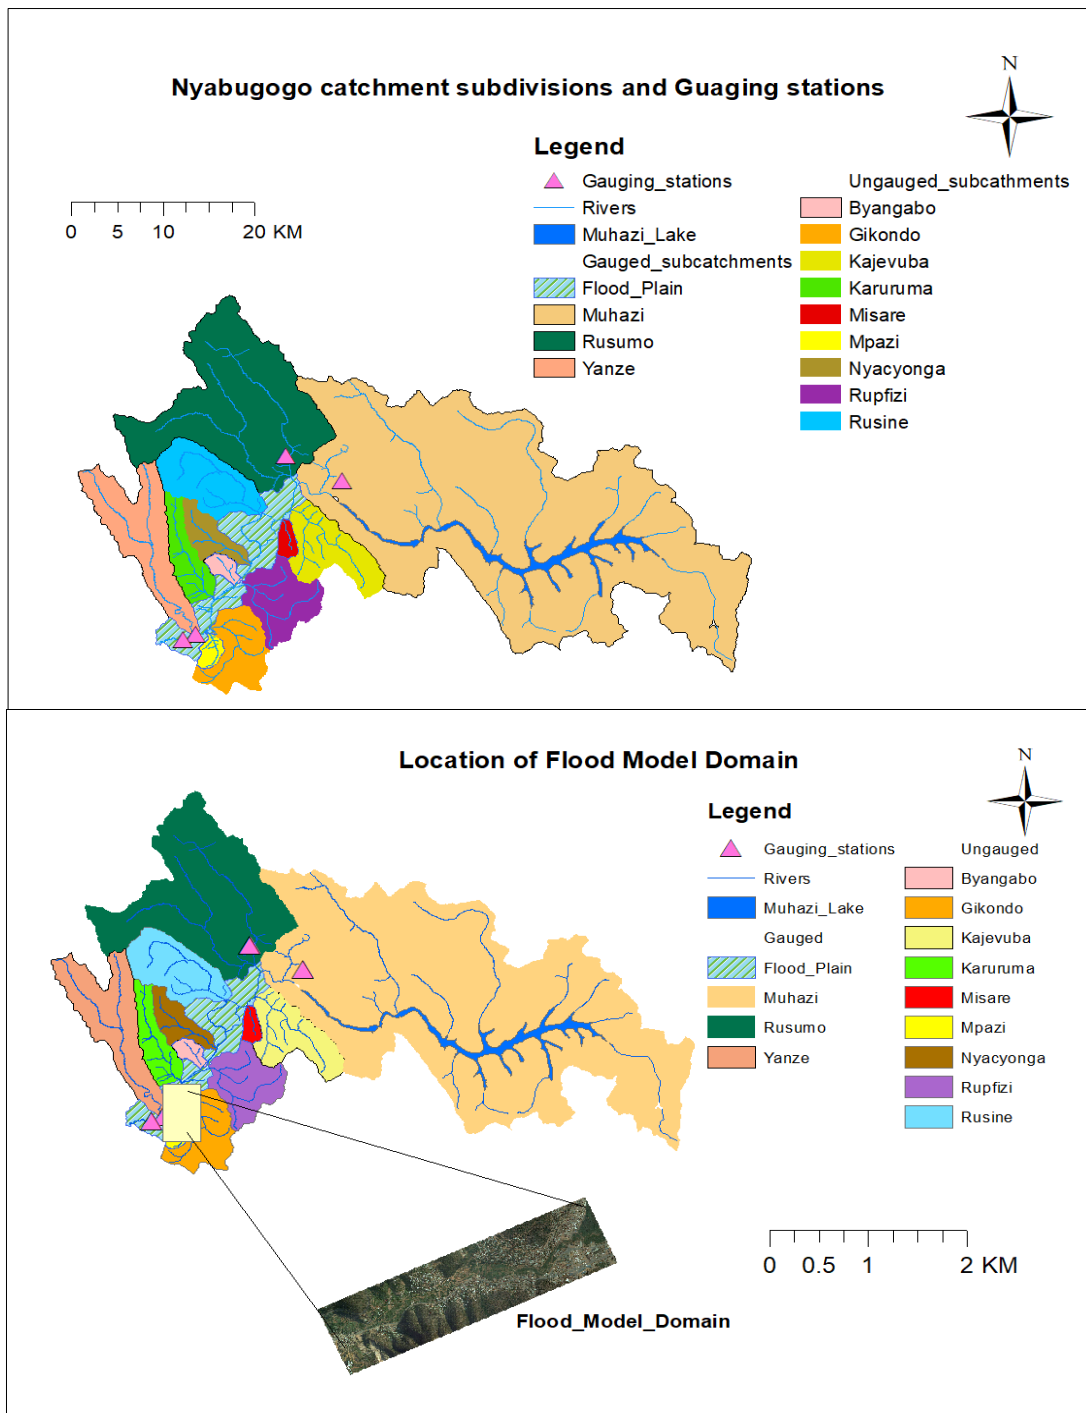 Nyabugogo catchment subdivisions and Guaging stations
N
Legend
Gauging_stations
Rivers
Muhazi_Lake
Gauged_subcatchments
Flood_Plain
Muhazi
Rusumo
Yanze
Ungauged_subcathments
Byangabo
Gikondo
Kajevuba
Karuruma
Misare
Mpazi
Nyacyonga
Rupfizi
Rusine
0 5 10 20 KM
Location of Flood Model Domain
N
Legend
Gauging_stations
Rivers
Muhazi_Lake
Gauged
Flood_Plain
Muhazi
Rusumo
Yanze
Ungauged
Byangabo
Gikondo
Kajevuba
Karuruma
Misare
Mpazi
Nyacyonga
Rupfizi
Rusine
0 0.5 1 2 KM
Flood_Model_Domain